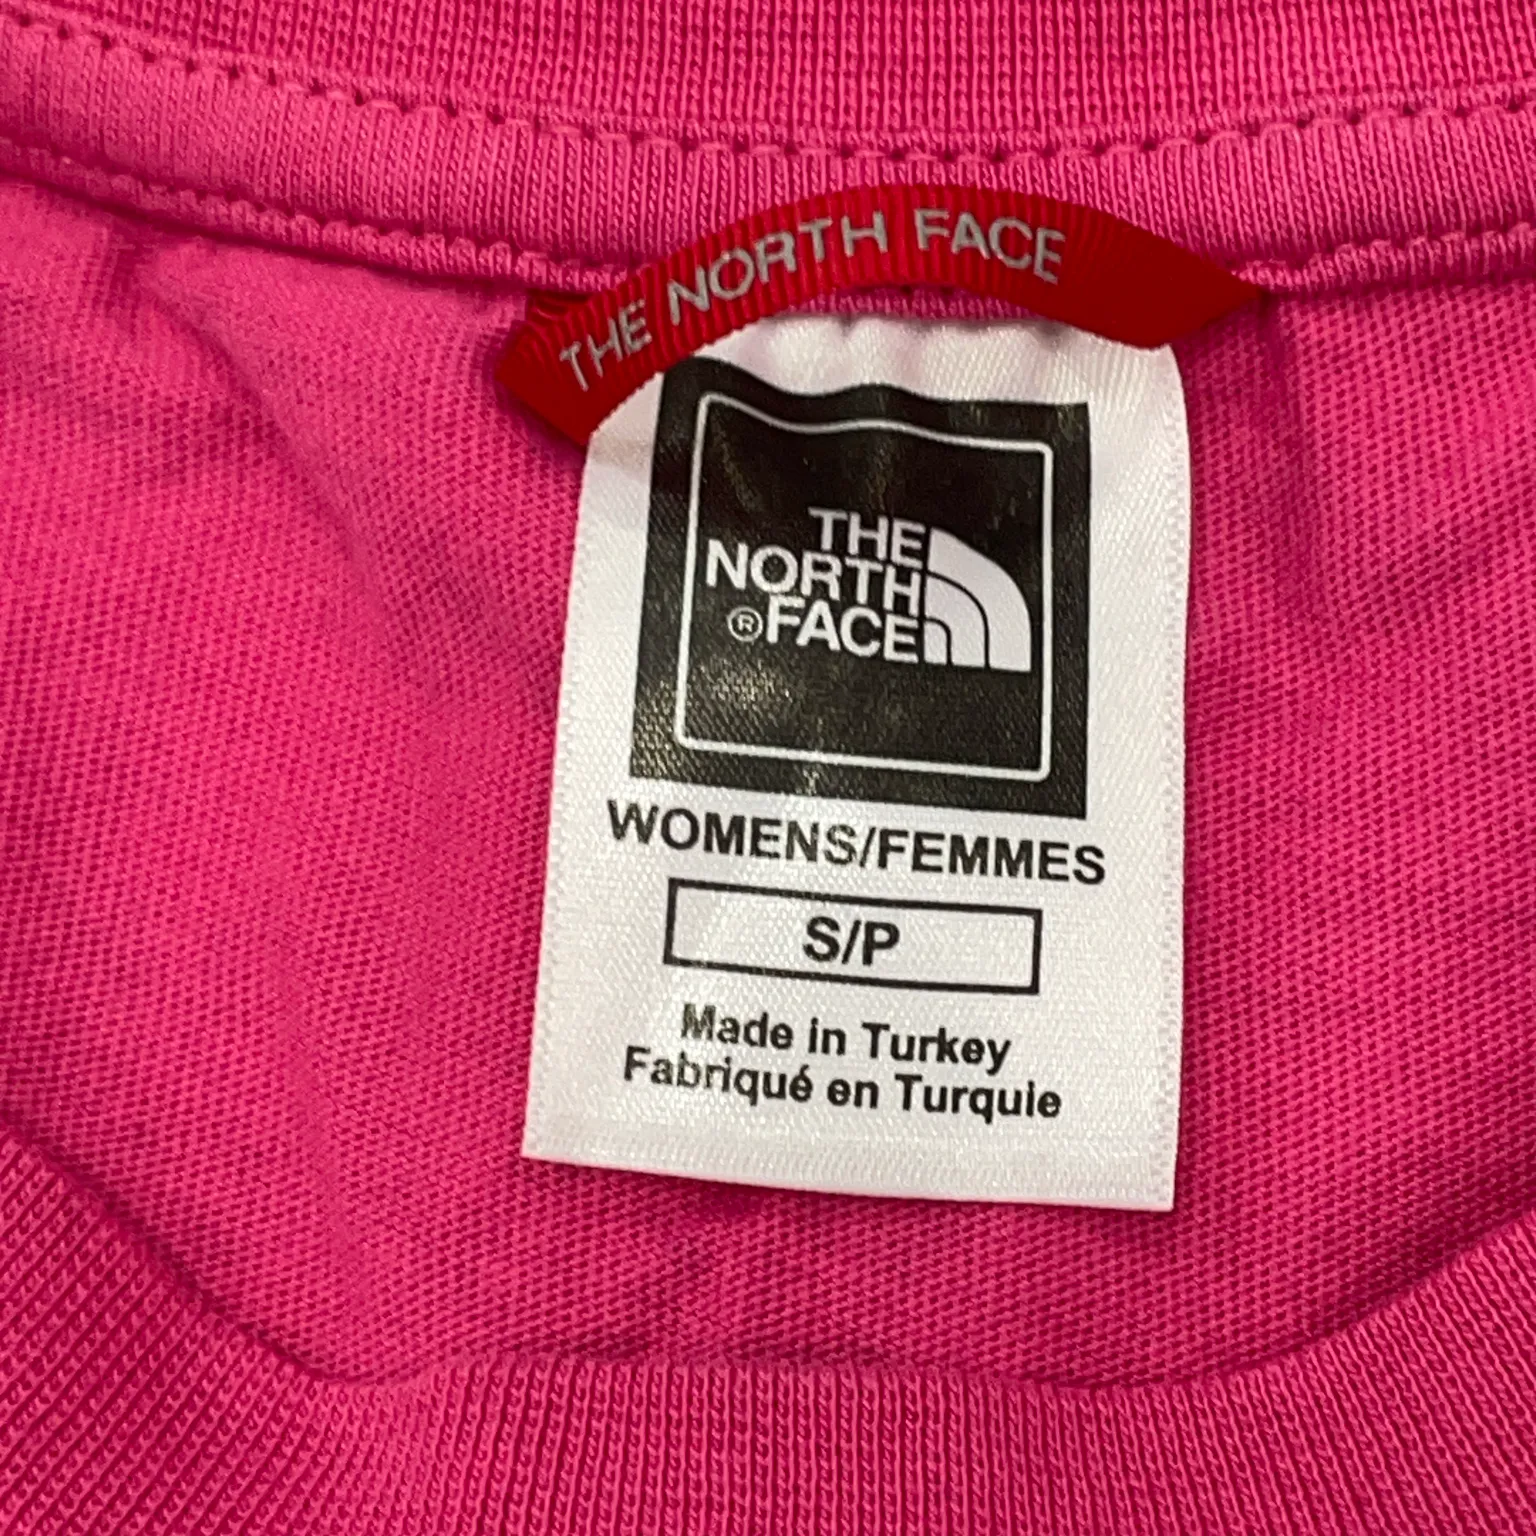 THE NORTH FACE
THE
NORTH
®FACE
WOMENS/FEMMES
S/P
Made in Turkey
Fabriqué en Turquie